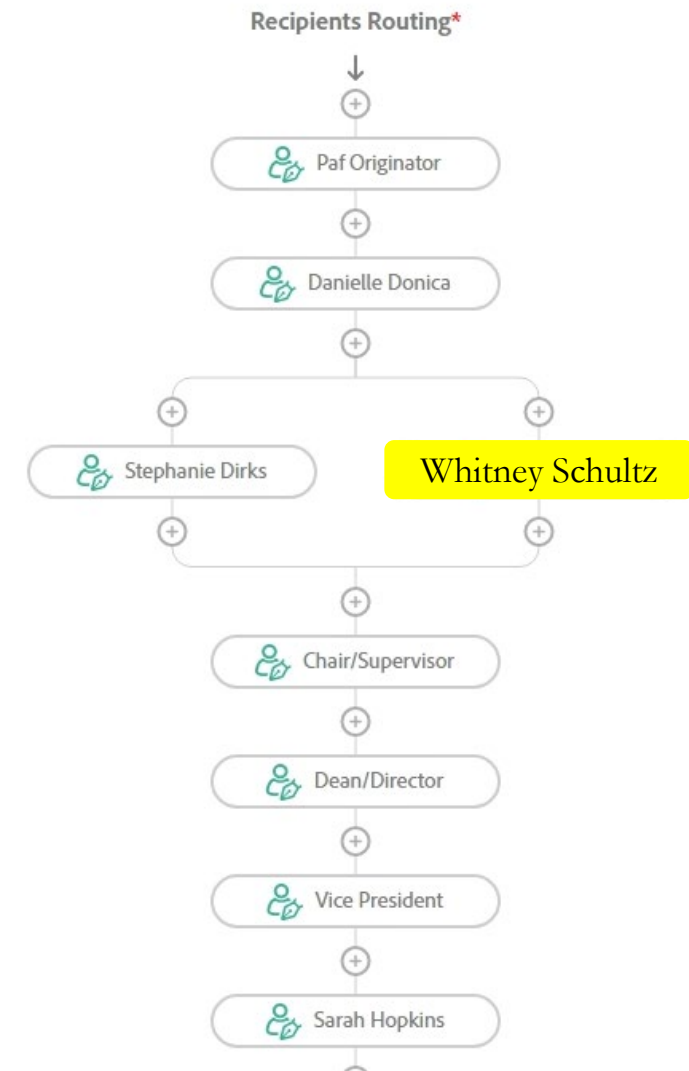 Recipients Routing*
Paf Originator
Danielle Donica
Stephanie Dirks
Whitney Schultz
Chair/Supervisor
Dean/Director
Vice President
Sarah Hopkins